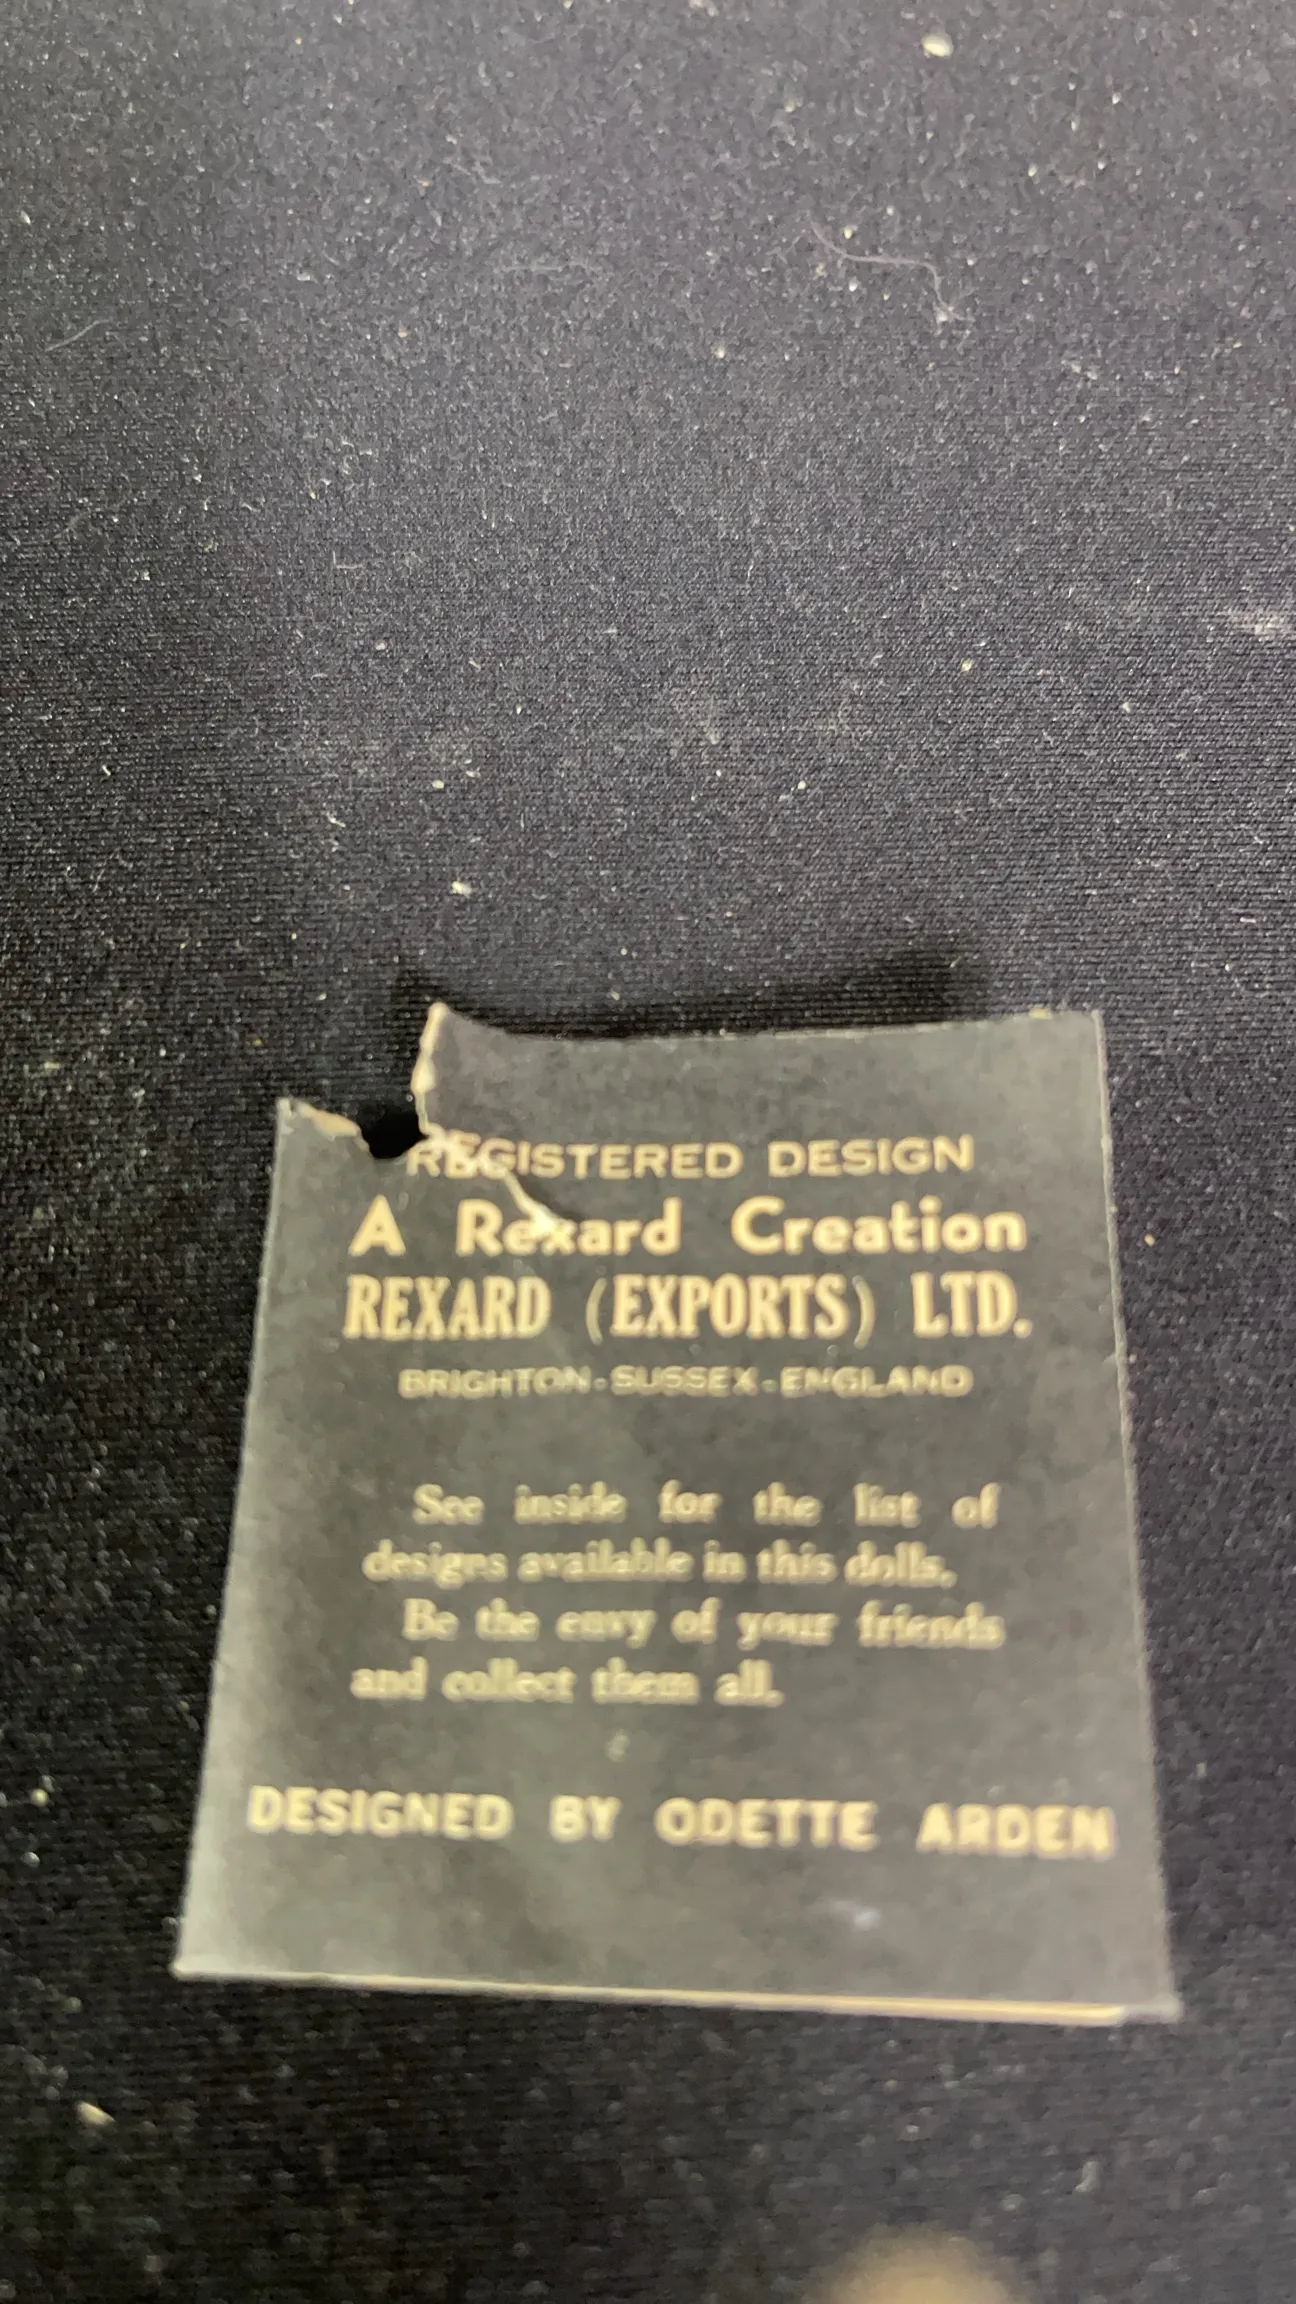 REGISTERED DESIGN
A Rexard Creation
REXARD (EXPORTS) LTD.
BRIGHTON-SUSSEX-ENGLAND
See inside for the list of
designs available in this dolls.
Be the envy of your friends
and collect them all.
DESIGNED BY ODETTE ARDEN